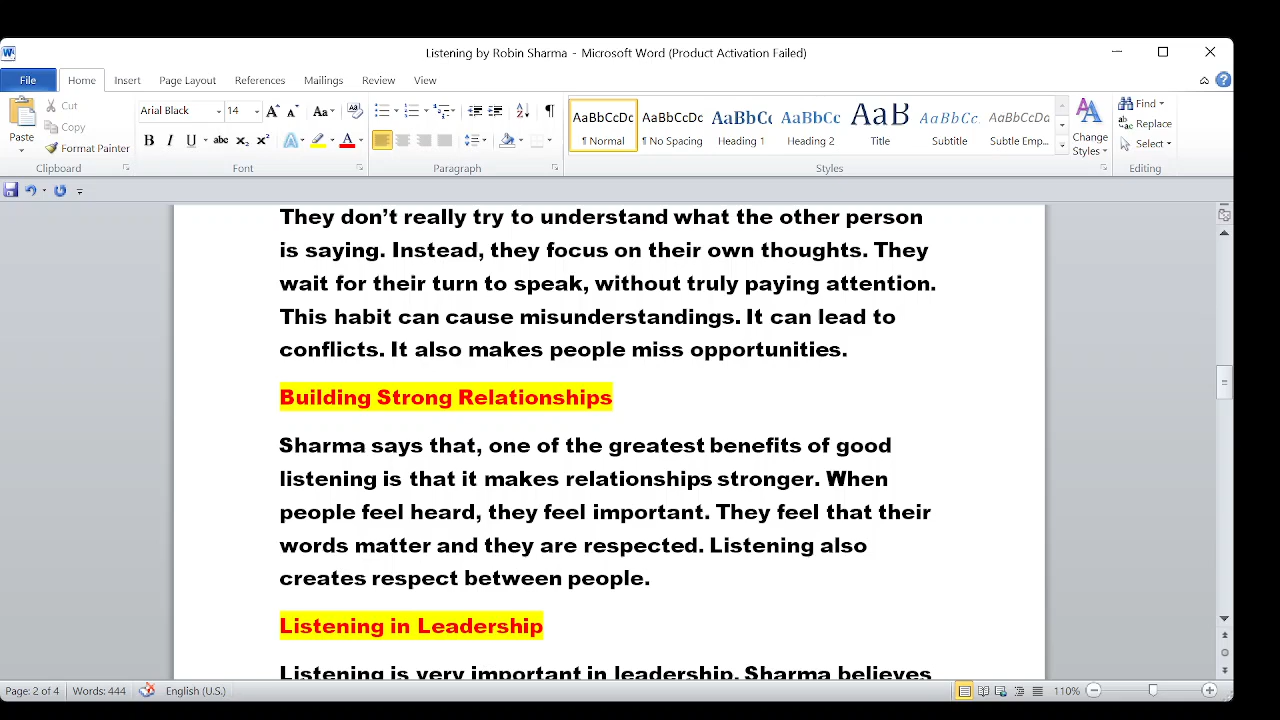 Listening by Robin Sharma - Microsoft Word (Product Activation Failed)
File Home Insert Page Layout References Mailings Review View
Paste
Cut
Copy
Format Painter
Clipboard
Arial Black 14
Font
Paragraph
AaBbCcDc AaBbCcDc AaBbC AaBbCc AaB AaBbCc. AaBbCcDa
¶ Normal ¶ No Spacing Heading 1 Heading 2 Title Subtitle Subtle Emp...
Change Styles
Styles
Find
Replace
Select
Editing
They don’t really try to understand what the other person
is saying. Instead, they focus on their own thoughts. They
wait for their turn to speak, without truly paying attention.
This habit can cause misunderstandings. It can lead to
conflicts. It also makes people miss opportunities.
Building Strong Relationships
Sharma says that, one of the greatest benefits of good
listening is that it makes relationships stronger. When
people feel heard, they feel important. They feel that their
words matter and they are respected. Listening also
creates respect between people.
Listening in Leadership
Listening is very important in leadership. Sharma believes
Page: 2 of 4 Words: 444 English (U.S.) 110%